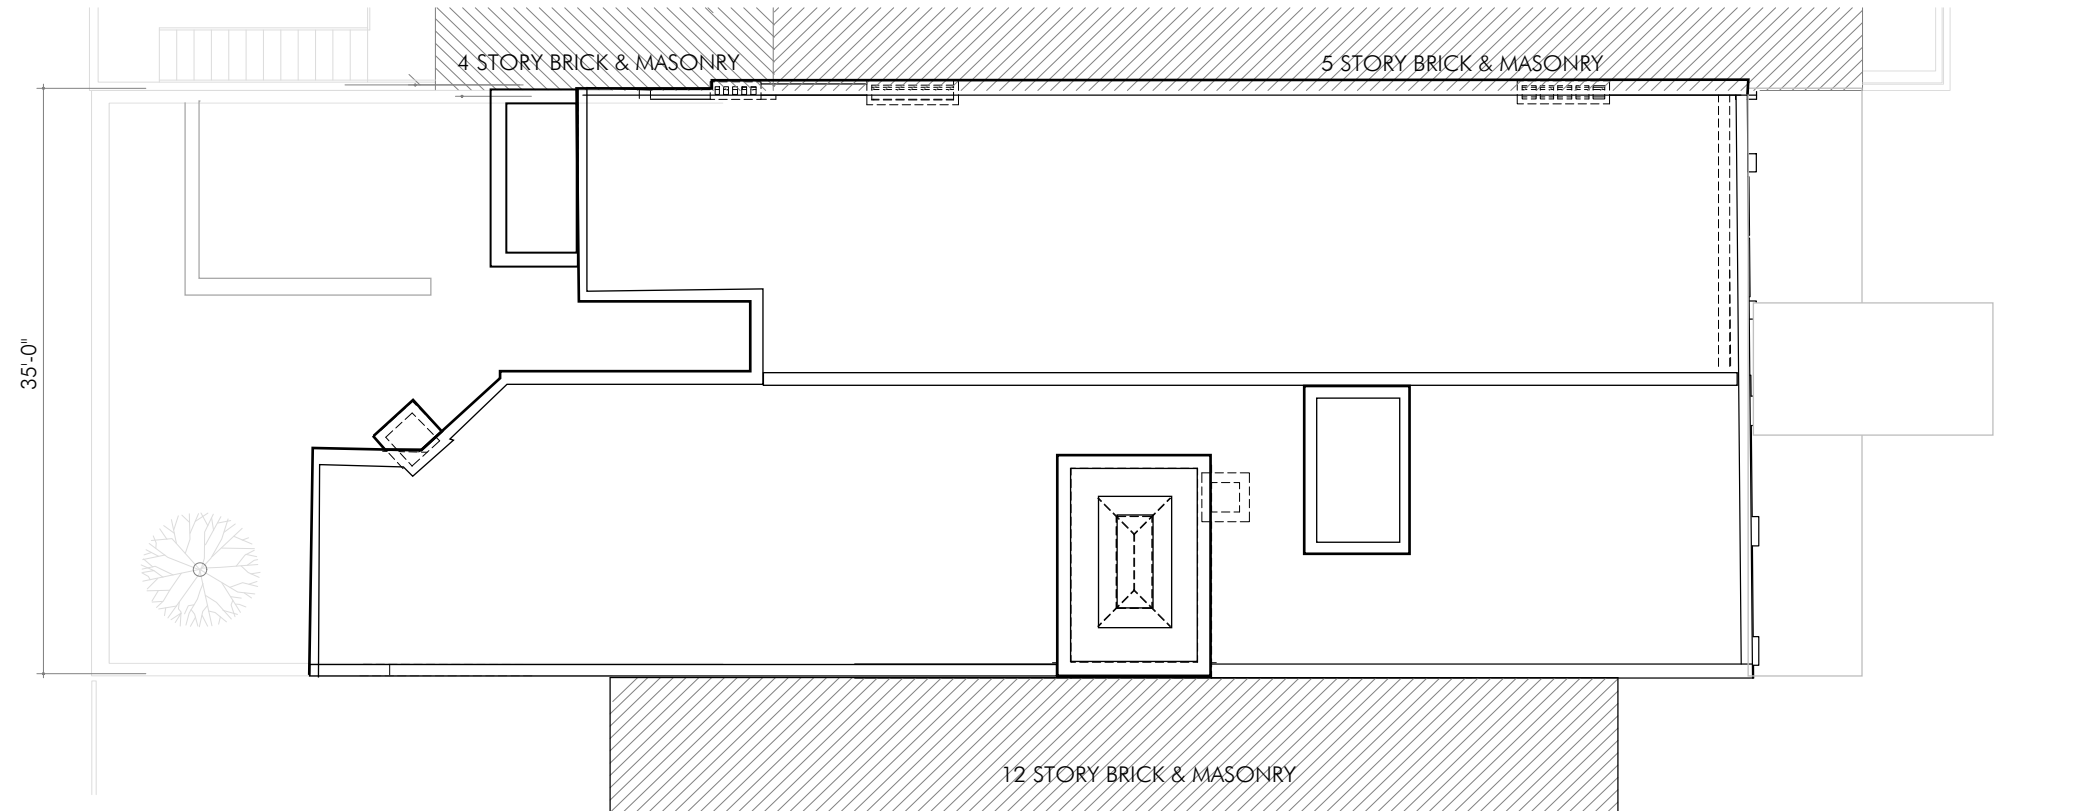 4 STORY BRICK & MASONRY
5 STORY BRICK & MASONRY
35'-0"
12 STORY BRICK & MASONRY